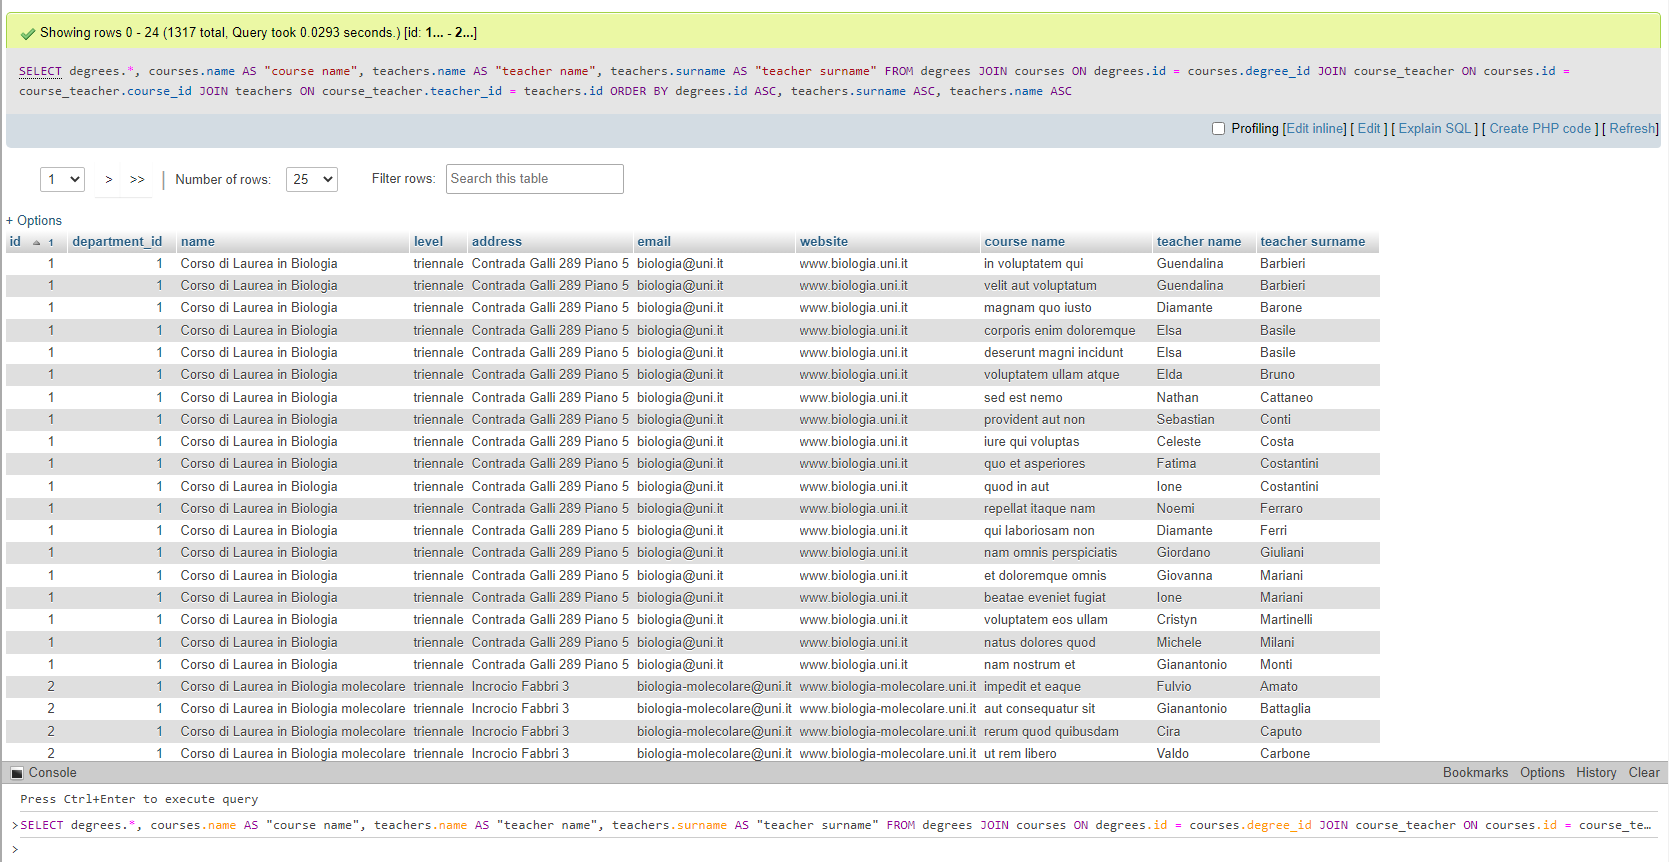 Showing rows 0 - 24 (1317 total, Query took 0.0293 seconds.) [id: 1... - 2...]
SELECT degrees.*, courses.name AS "course name", teachers.name AS "teacher name", teachers.surname AS "teacher surname" FROM degrees JOIN courses ON degrees.id = courses.degree_id JOIN course_teacher ON courses.id =
course_teacher.course_id JOIN teachers ON course_teacher.teacher_id = teachers.id ORDER BY degrees.id ASC, teachers.surname ASC, teachers.name ASC
Profiling [Edit inline] [ Edit ] [ Explain SQL ] [ Create PHP code ] [ Refresh]
1 > >> | Number of rows: 25 Filter rows: Search this table
+ Options
id 1 department_id name level address email website course name teacher name teacher surname
1 1 Corso di Laurea in Biologia triennale Contrada Galli 289 Piano 5 biologia@uni.it www.biologia.uni.it in voluptatem qui Guendalina Barbieri
1 1 Corso di Laurea in Biologia triennale Contrada Galli 289 Piano 5 biologia@uni.it www.biologia.uni.it velit aut voluptatum Guendalina Barbieri
1 1 Corso di Laurea in Biologia triennale Contrada Galli 289 Piano 5 biologia@uni.it www.biologia.uni.it magnam quo iusto Diamante Barone
1 1 Corso di Laurea in Biologia triennale Contrada Galli 289 Piano 5 biologia@uni.it www.biologia.uni.it corporis enim doloremque Elsa Basile
1 1 Corso di Laurea in Biologia triennale Contrada Galli 289 Piano 5 biologia@uni.it www.biologia.uni.it deserunt magni incidunt Elsa Basile
1 1 Corso di Laurea in Biologia triennale Contrada Galli 289 Piano 5 biologia@uni.it www.biologia.uni.it voluptatem ullam atque Elda Bruno
1 1 Corso di Laurea in Biologia triennale Contrada Galli 289 Piano 5 biologia@uni.it www.biologia.uni.it sed est nemo Nathan Cattaneo
1 1 Corso di Laurea in Biologia triennale Contrada Galli 289 Piano 5 biologia@uni.it www.biologia.uni.it provident aut non Sebastian Conti
1 1 Corso di Laurea in Biologia triennale Contrada Galli 289 Piano 5 biologia@uni.it www.biologia.uni.it iure qui voluptas Celeste Costa
1 1 Corso di Laurea in Biologia triennale Contrada Galli 289 Piano 5 biologia@uni.it www.biologia.uni.it quo et asperiores Fatima Costantini
1 1 Corso di Laurea in Biologia triennale Contrada Galli 289 Piano 5 biologia@uni.it www.biologia.uni.it quod in aut Ione Costantini
1 1 Corso di Laurea in Biologia triennale Contrada Galli 289 Piano 5 biologia@uni.it www.biologia.uni.it repellat itaque nam Noemi Ferraro
1 1 Corso di Laurea in Biologia triennale Contrada Galli 289 Piano 5 biologia@uni.it www.biologia.uni.it qui laboriosam non Diamante Ferri
1 1 Corso di Laurea in Biologia triennale Contrada Galli 289 Piano 5 biologia@uni.it www.biologia.uni.it nam omnis perspiciatis Giordano Giuliani
1 1 Corso di Laurea in Biologia triennale Contrada Galli 289 Piano 5 biologia@uni.it www.biologia.uni.it et doloremque omnis Giovanna Mariani
1 1 Corso di Laurea in Biologia triennale Contrada Galli 289 Piano 5 biologia@uni.it www.biologia.uni.it beatae eveniet fugiat Ione Mariani
1 1 Corso di Laurea in Biologia triennale Contrada Galli 289 Piano 5 biologia@uni.it www.biologia.uni.it voluptatem eos ullam Cristyn Martinelli
1 1 Corso di Laurea in Biologia triennale Contrada Galli 289 Piano 5 biologia@uni.it www.biologia.uni.it natus dolores quod Michele Milani
1 1 Corso di Laurea in Biologia triennale Contrada Galli 289 Piano 5 biologia@uni.it www.biologia.uni.it nam nostrum et Gianantonio Monti
2 1 Corso di Laurea in Biologia molecolare triennale Incrocio Fabbri 3 biologia-molecolare@uni.it www.biologia-molecolare.uni.it impedit et eaque Fulvio Amato
2 1 Corso di Laurea in Biologia molecolare triennale Incrocio Fabbri 3 biologia-molecolare@uni.it www.biologia-molecolare.uni.it aut consequatur sit Gianantonio Battaglia
2 1 Corso di Laurea in Biologia molecolare triennale Incrocio Fabbri 3 biologia-molecolare@uni.it www.biologia-molecolare.uni.it rerum quod quibusdam Cira Caputo
2 1 Corso di Laurea in Biologia molecolare triennale Incrocio Fabbri 3 biologia-molecolare@uni.it www.biologia-molecolare.uni.it ut rem libero Valdo Carbone
Console Bookmarks Options History Clear
Press Ctrl+Enter to execute query
>SELECT degrees.*, courses.name AS "course name", teachers.name AS "teacher name", teachers.surname AS "teacher surname" FROM degrees JOIN courses ON degrees.id = courses.degree_id JOIN course_teacher ON courses.id = course_te…
>